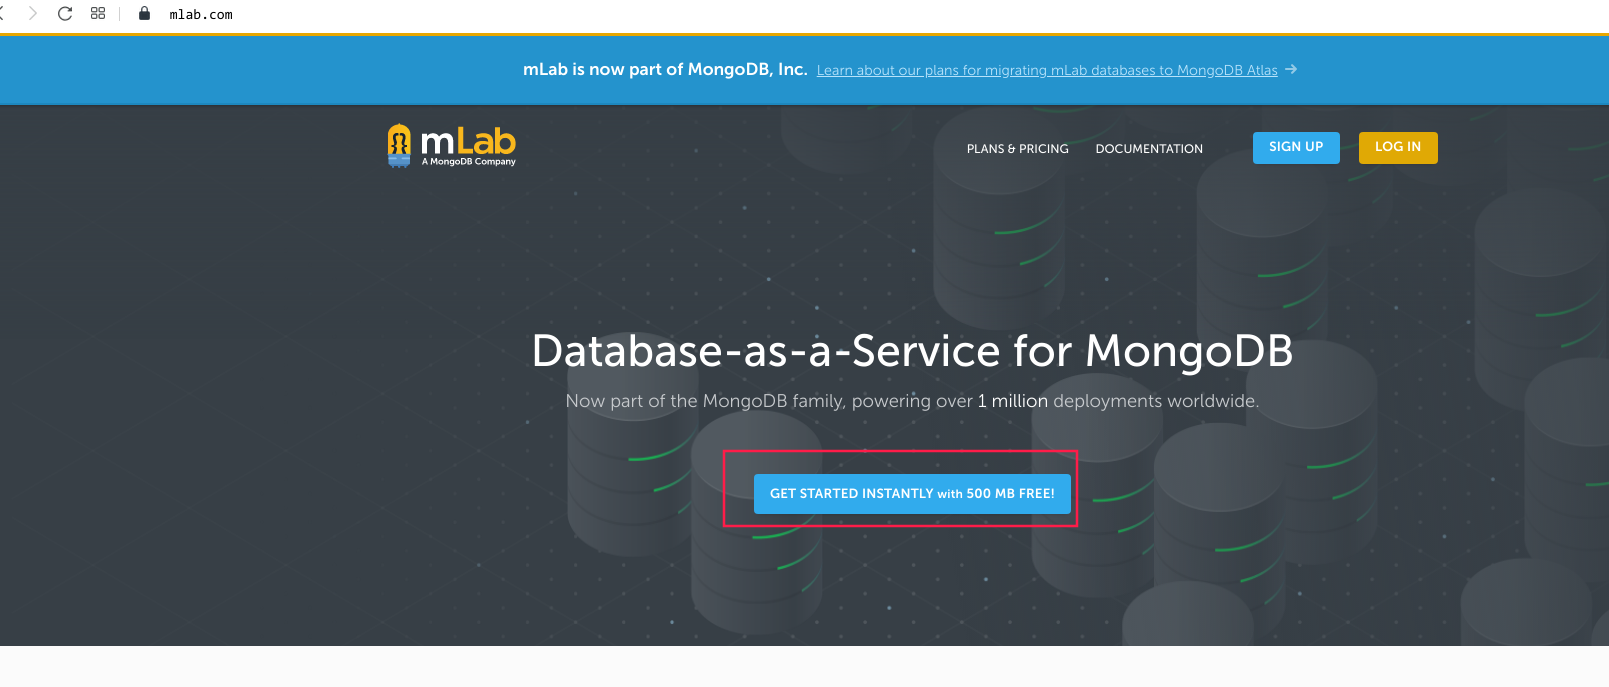 mlab.com
mLab is now part of MongoDB, Inc. Learn about our plans for migrating mLab databases to MongoDB Atlas →
mLab
A MongoDB Company
PLANS & PRICING DOCUMENTATION SIGN UP LOG IN
Database-as-a-Service for MongoDB
Now part of the MongoDB family, powering over 1 million deployments worldwide.
GET STARTED INSTANTLY with 500 MB FREE!